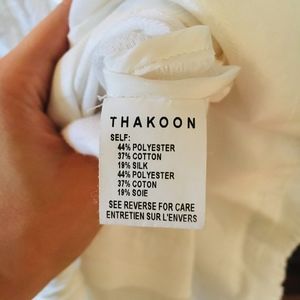 THAKOON
SELF:
44% POLYESTER
37% COTTON
19% SILK
44% POLYESTER
37% COTON
19% SOIE
SEE REVERSE FOR CARE
ENTRETIEN SUR L'ENVERS